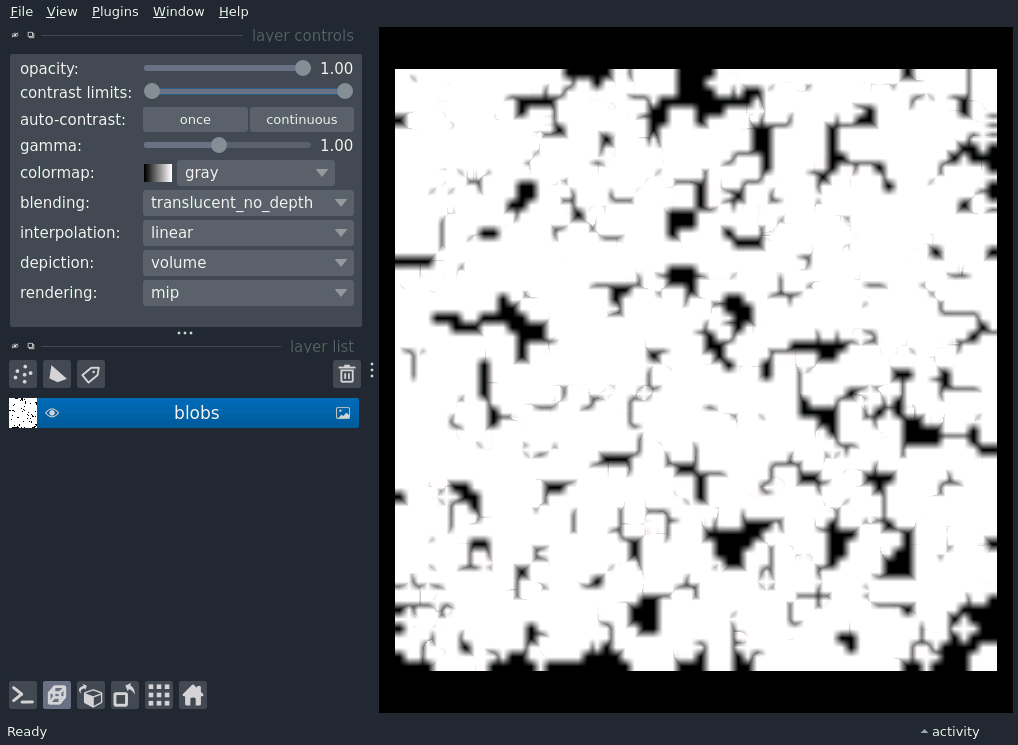 File View Plugins Window Help
layer controls
opacity: 1.00
contrast limits:
auto-contrast: once continuous
gamma: 1.00
colormap: gray
blending: translucent_no_depth
interpolation: linear
depiction: volume
rendering: mip
layer list
blobs
Ready activity